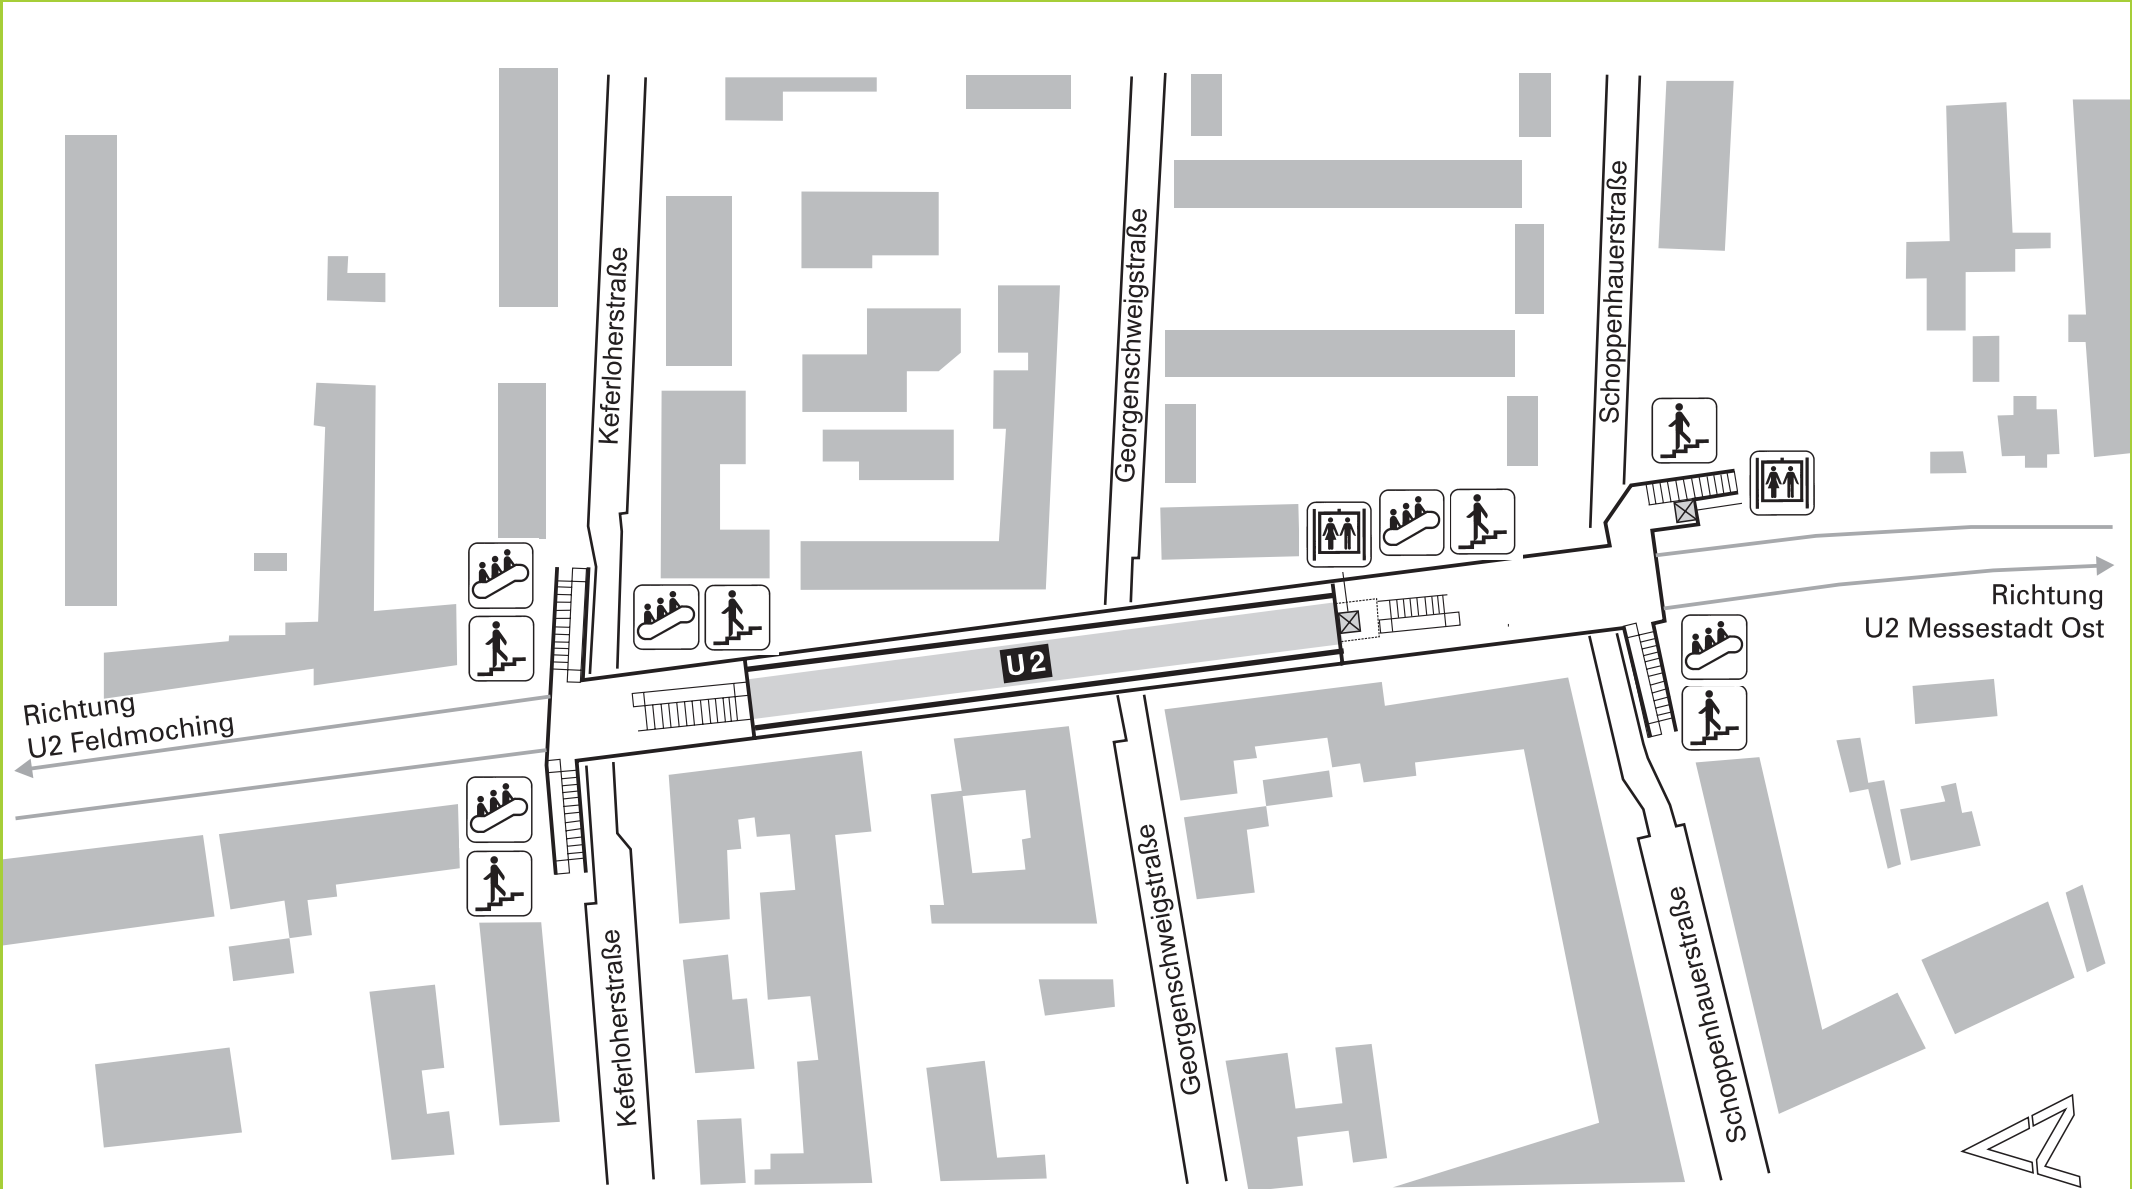 Keferloherstraße
Georgenschweigstraße
Schoppenhauerstraße
Richtung
U2 Messestadt Ost
U2
Richtung
U2 Feldmoching
Keferloherstraße
Georgenschweigstraße
Schoppenhauerstraße